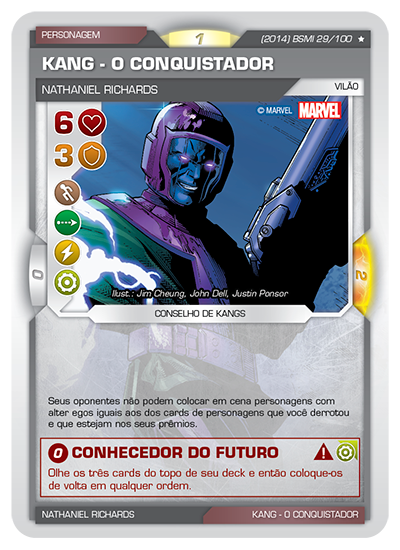 PERSONAGEM
1
(2014) BSMI 29/100 ★
KANG - O CONQUISTADOR
NATHANIEL RICHARDS
VILÃO
© MARVEL MARVEL
6
3
0
2
Ilust.: Jim Cheung, John Dell, Justin Ponsor
CONSELHO DE KANGS
Seus oponentes não podem colocar em cena personagens com
alter egos iguais aos dos cards de personagens que você derrotou
e que estejam nos seus prêmios.
0 CONHECEDOR DO FUTURO
Olhe os três cards do topo de seu deck e então coloque-os
de volta em qualquer ordem.
NATHANIEL RICHARDS
KANG - O CONQUISTADOR